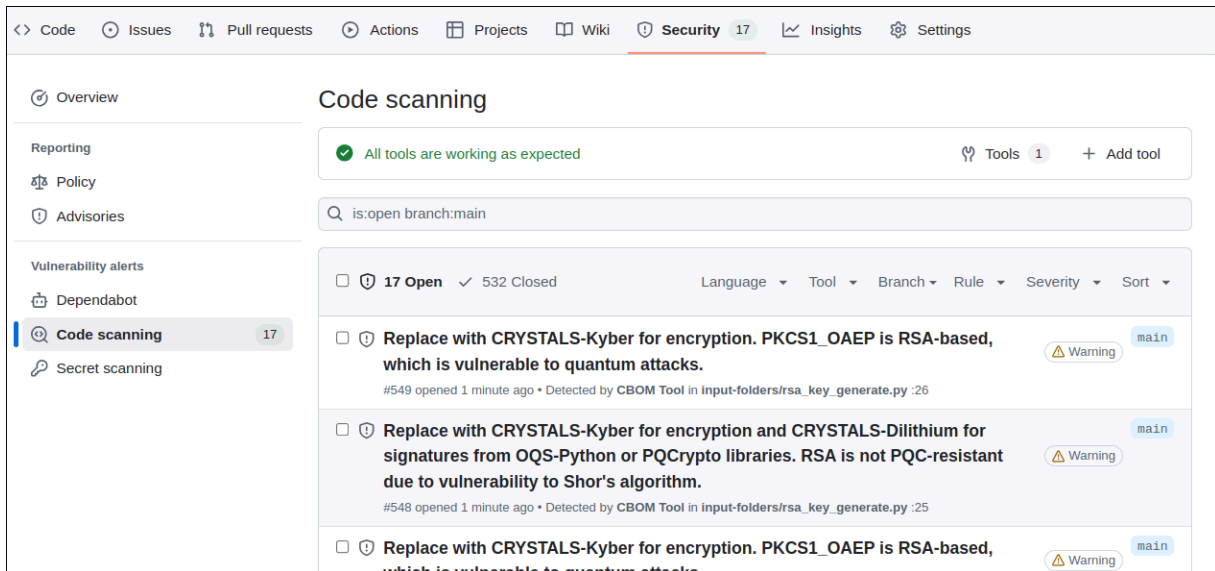 Code Issues Pull requests Actions Projects Wiki Security 17 Insights Settings
Overview
Reporting
Policy
Advisories
Vulnerability alerts
Dependabot
Code scanning 17
Secret scanning
Code scanning
All tools are working as expected Tools 1 Add tool
is:open branch:main
17 Open 532 Closed Language Tool Branch Rule Severity Sort
Replace with CRYSTALS-Kyber for encryption. PKCS1_OAEP is RSA-based,
which is vulnerable to quantum attacks.
#549 opened 1 minute ago • Detected by CBOM Tool in input-folders/rsa_key_generate.py :26
Warning
main
Replace with CRYSTALS-Kyber for encryption and CRYSTALS-Dilithium for
signatures from OQS-Python or PQCrypto libraries. RSA is not PQC-resistant
due to vulnerability to Shor's algorithm.
#548 opened 1 minute ago • Detected by CBOM Tool in input-folders/rsa_key_generate.py :25
Warning
main
Replace with CRYSTALS-Kyber for encryption. PKCS1_OAEP is RSA-based,
which is vulnerable to quantum attacks.
Warning
main